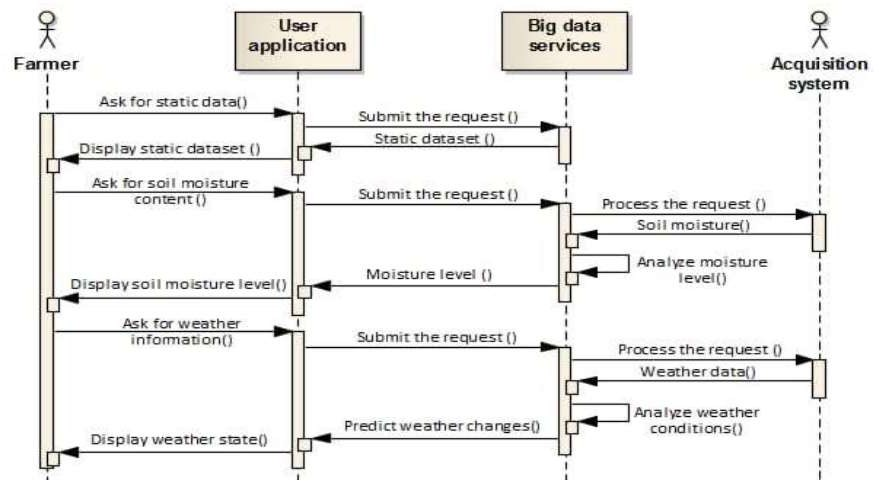 Farmer
User
application
Big data
services
Acquisition
system
Ask for static data()
Submit the request ()
Static dataset ()
Display static dataset ()
Ask for soil moisture
content ()
Submit the request ()
Process the request ()
Soil moisture()
Analyze moisture
level()
Moisture level ()
Display soil moisture level()
Ask for weather
information()
Submit the request ()
Process the request ()
Weather data()
Analyze weather
conditions()
Predict weather changes()
Display weather state()